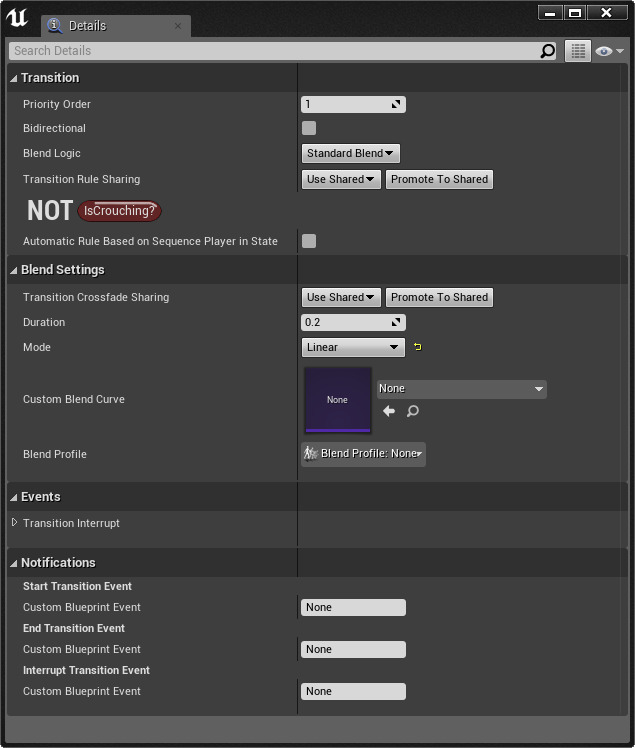 Details
Search Details
Transition
Priority Order 1
Bidirectional
Blend Logic Standard Blend
Transition Rule Sharing Use Shared Promote To Shared
NOT IsCrouching?
Automatic Rule Based on Sequence Player in State
Blend Settings
Transition Crossfade Sharing Use Shared Promote To Shared
Duration 0.2
Mode Linear
Custom Blend Curve None None
Blend Profile Blend Profile: None
Events
Transition Interrupt
Notifications
Start Transition Event
Custom Blueprint Event None
End Transition Event
Custom Blueprint Event None
Interrupt Transition Event
Custom Blueprint Event None